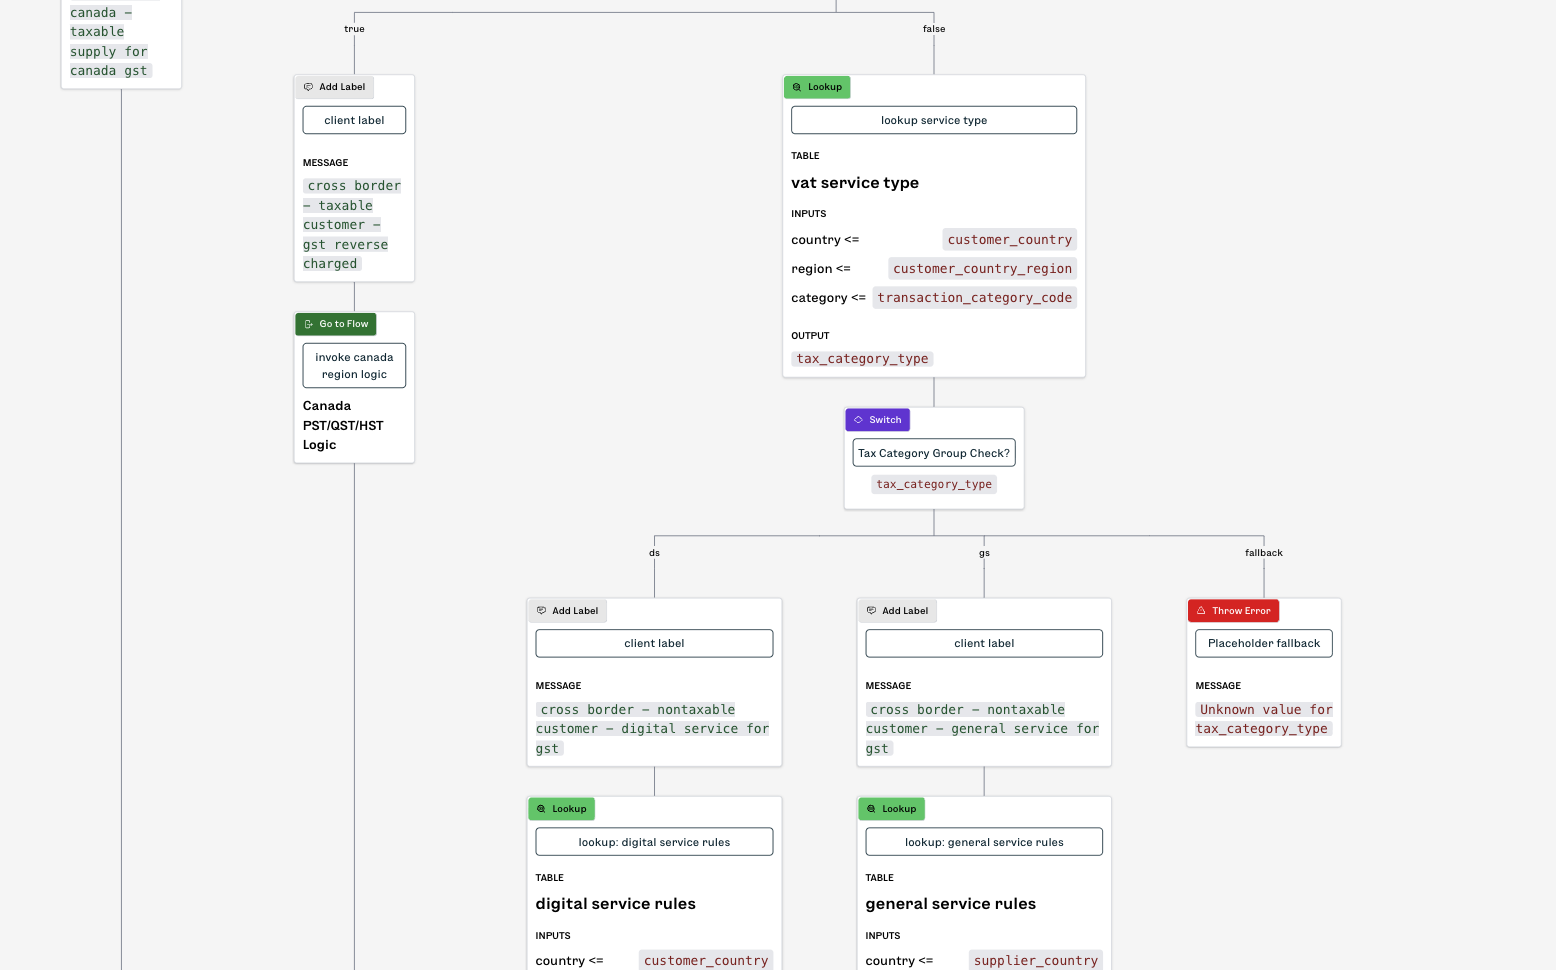 canada –
taxable
supply for
canada gst
true
false
Add Label
client label
MESSAGE
cross border
– taxable
customer –
gst reverse
charged
Go to Flow
invoke canada
region logic
Canada
PST/QST/HST
Logic
Lookup
lookup service type
TABLE
vat service type
INPUTS
country <= customer_country
region <= customer_country_region
category <= transaction_category_code
OUTPUT
tax_category_type
Switch
Tax Category Group Check?
tax_category_type
ds
gs
fallback
Add Label
client label
MESSAGE
cross border – nontaxable
customer – digital service for
gst
Lookup
lookup: digital service rules
TABLE
digital service rules
INPUTS
country <= customer_country
Add Label
client label
MESSAGE
cross border – nontaxable
customer – general service for
gst
Lookup
lookup: general service rules
TABLE
general service rules
INPUTS
country <= supplier_country
Throw Error
Placeholder fallback
MESSAGE
Unknown value for
tax_category_type